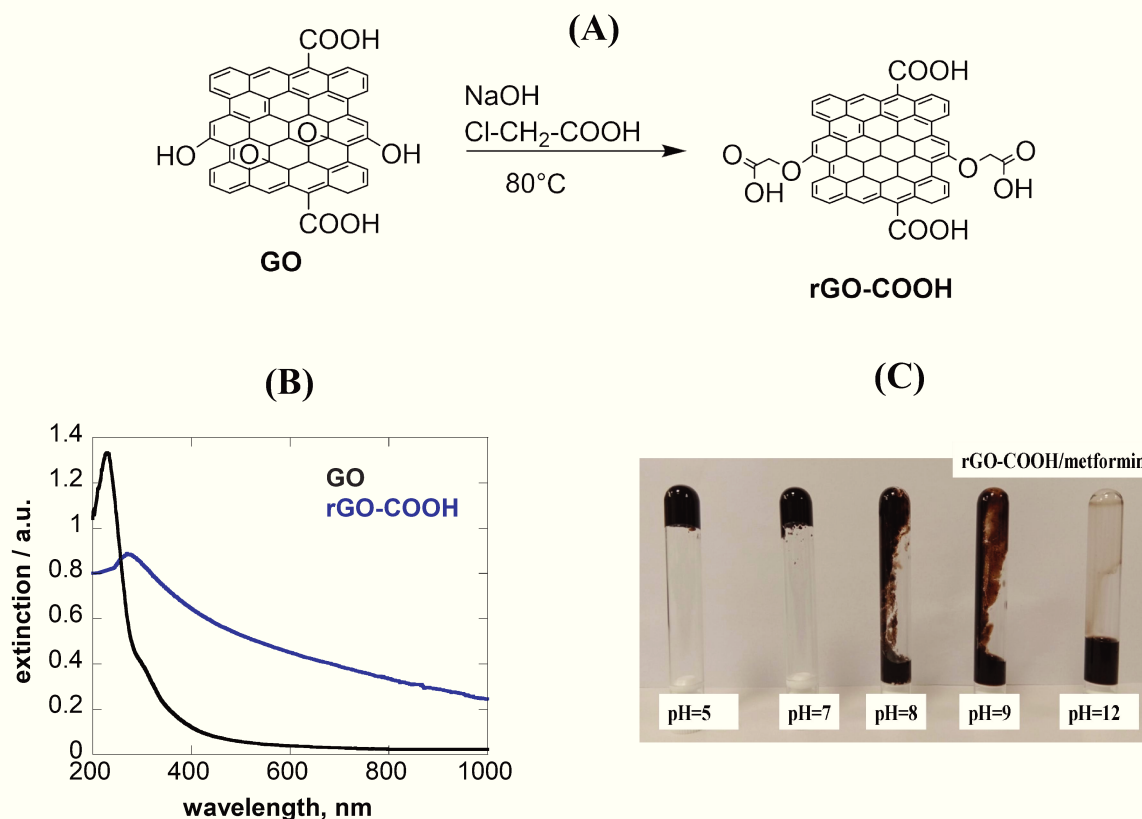 (A)
COOH
O
O
HO
OH
COOH
GO
NaOH
Cl-CH2-COOH
80°C
COOH
O
O
OH
O
O
OH
COOH
rGO-COOH
(B)
1.4
1.2
1
0.8
0.6
0.4
0.2
0
200
400
600
800
1000
extinction / a.u.
wavelength, nm
GO
rGO-COOH
(C)
rGO-COOH/metformin
pH=5
pH=7
pH=8
pH=9
pH=12